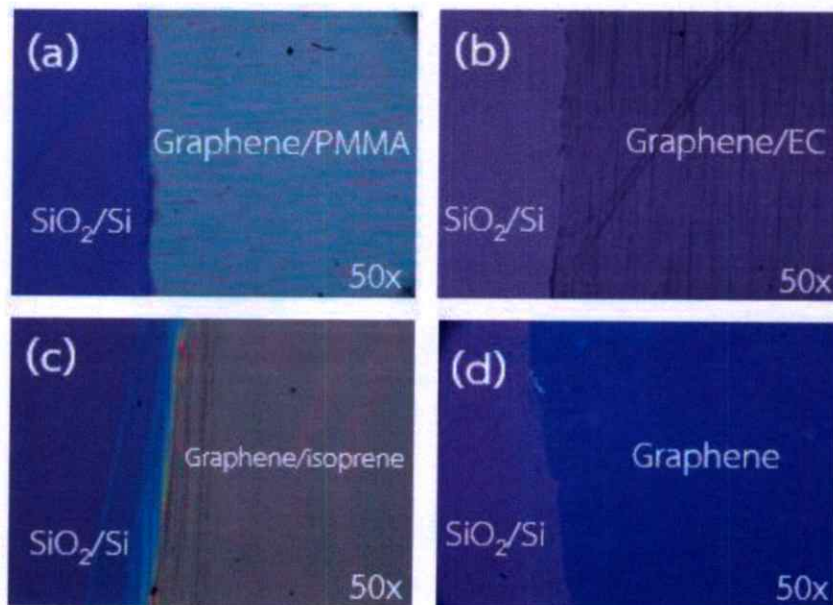 (a)
Graphene/PMMA
SiO₂/Si
50x
(b)
Graphene/EC
SiO₂/Si
50x
(c)
Graphene/isoprene
SiO₂/Si
50x
(d)
Graphene
SiO₂/Si
50x